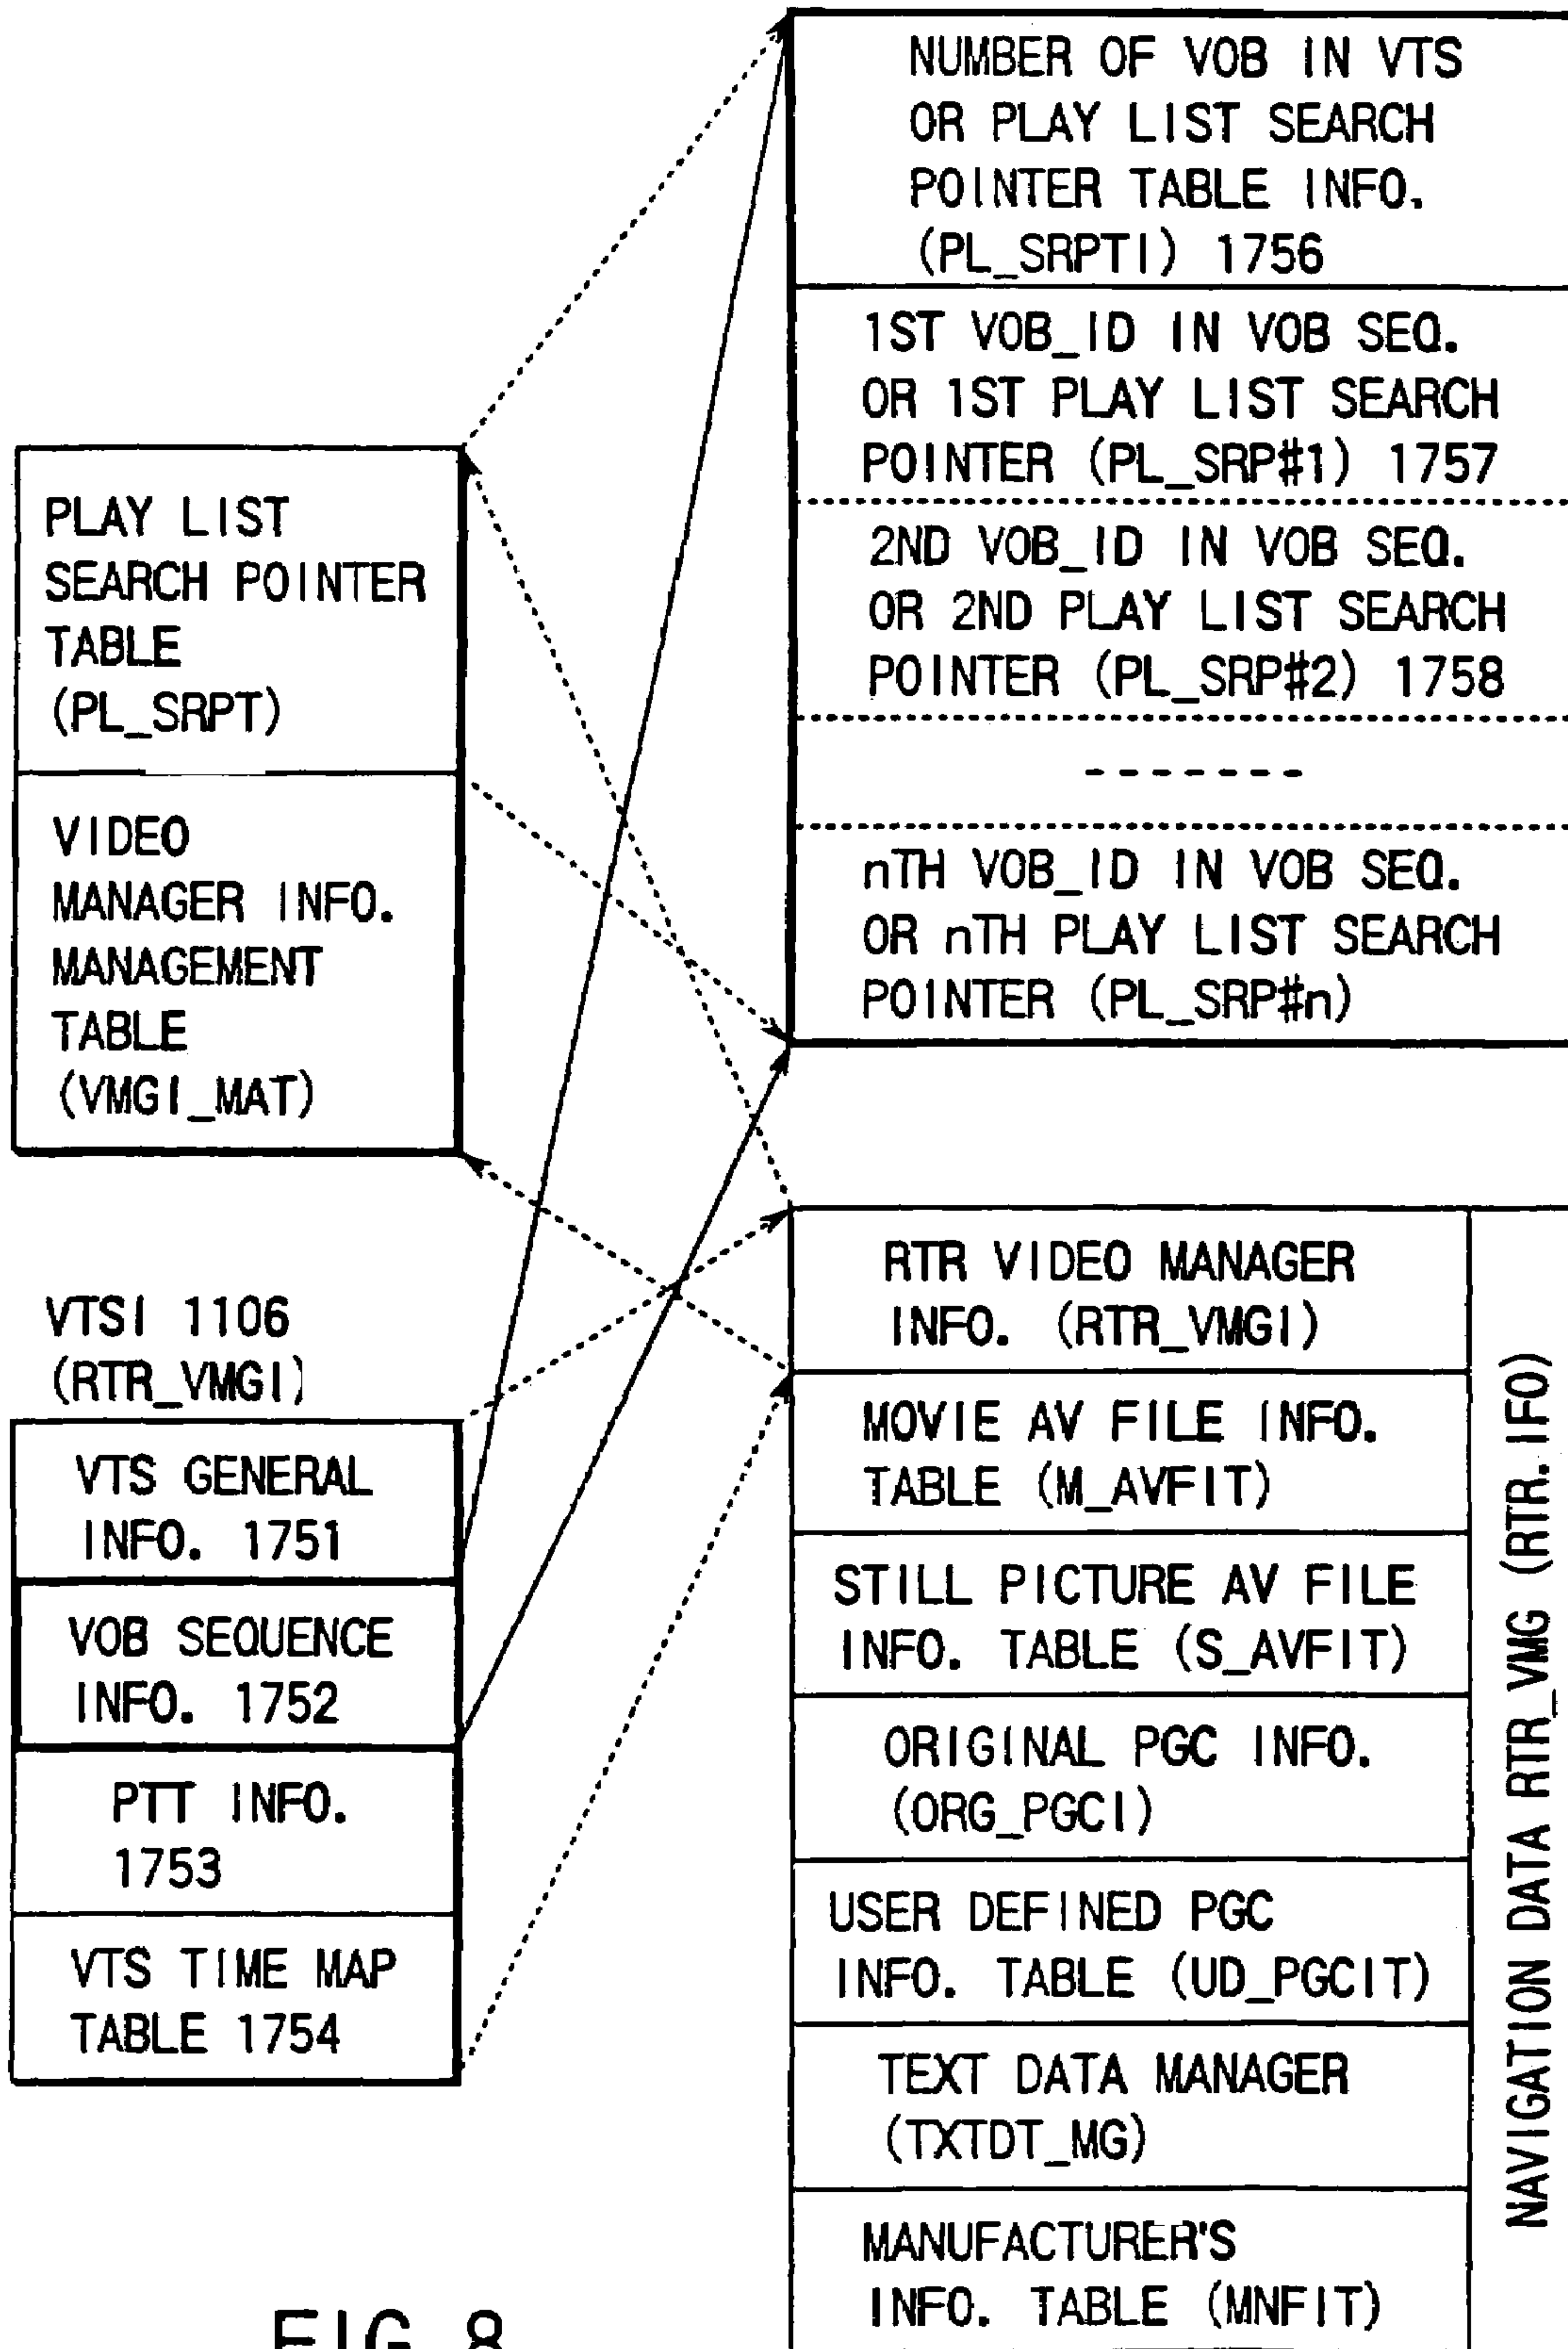 NUMBER OF VOB IN VTS
OR PLAY LIST SEARCH
POINTER TABLE INFO.
(PL_SRPTI) 1756
1ST VOB_ID IN VOB SEQ.
OR 1ST PLAY LIST SEARCH
POINTER (PL_SRP#1) 1757
2ND VOB_ID IN VOB SEQ.
OR 2ND PLAY LIST SEARCH
POINTER (PL_SRP#2) 1758
-------
nTH VOB_ID IN VOB SEQ.
OR nTH PLAY LIST SEARCH
POINTER (PL_SRP#n)
PLAY LIST
SEARCH POINTER
TABLE
(PL_SRPT)
VIDEO
MANAGER INFO.
MANAGEMENT
TABLE
(VMGI_MAT)
VTSI 1106
(RTR_VMGI)
VTS GENERAL
INFO. 1751
VOB SEQUENCE
INFO. 1752
PTT INFO.
1753
VTS TIME MAP
TABLE 1754
RTR VIDEO MANAGER
INFO. (RTR_VMGI)
MOVIE AV FILE INFO.
TABLE (M_AVFIT)
STILL PICTURE AV FILE
INFO. TABLE (S_AVFIT)
ORIGINAL PGC INFO.
(ORG_PGCI)
USER DEFINED PGC
INFO. TABLE (UD_PGCIT)
TEXT DATA MANAGER
(TXTDT_MG)
MANUFACTURER'S
INFO. TABLE (MNFIT)
NAVIGATION DATA RTR_VMG (RTR.IFO)
FIG. 8